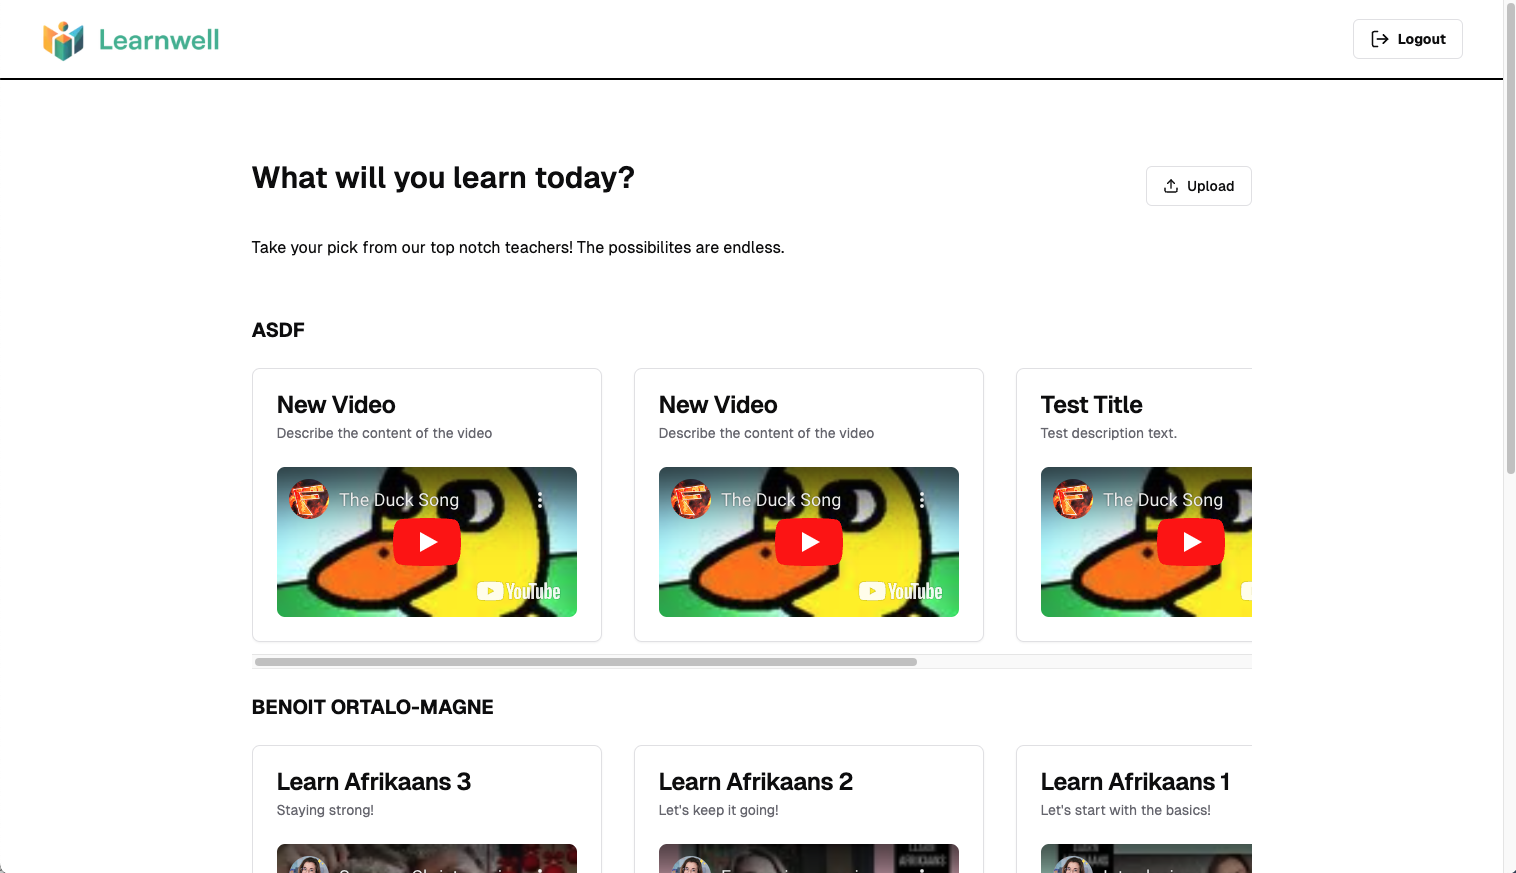 Learnwell
Logout
What will you learn today?
Upload
Take your pick from our top notch teachers! The possibilites are endless.
ASDF
New Video
Describe the content of the video
The Duck Song
YouTube
New Video
Describe the content of the video
The Duck Song
YouTube
Test Title
Test description text.
The Duck Song
BENOIT ORTALO-MAGNE
Learn Afrikaans 3
Staying strong!
Learn Afrikaans 2
Let's keep it going!
AFRIKAANS
Learn Afrikaans 1
Let's start with the basics!